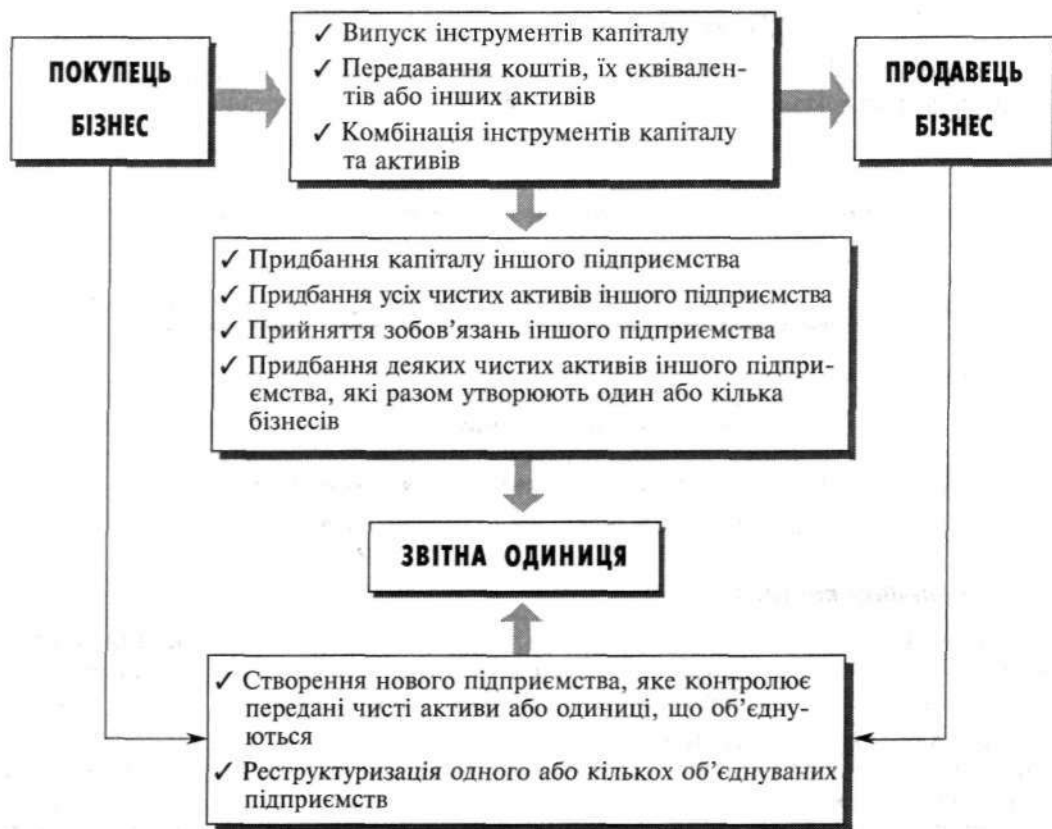 ПОКУПЕЦЬ
БІЗНЕС
✓ Випуск інструментів капіталу
✓ Передавання коштів, їх еквівален-
тів або інших активів
✓ Комбінація інструментів капіталу
та активів
ПРОДАВЕЦЬ
БІЗНЕС
✓ Придбання капіталу іншого підприємства
✓ Придбання усіх чистих активів іншого підприємства
✓ Прийняття зобов’язань іншого підприємства
✓ Придбання деяких чистих активів іншого підпри-
ємства, які разом утворюють один або кілька
бізнесів
ЗВІТНА ОДИНИЦЯ
✓ Створення нового підприємства, яке контролює
передані чисті активи або одиниці, що об’єдну-
ються
✓ Реструктуризація одного або кількох об’єднуваних
підприємств